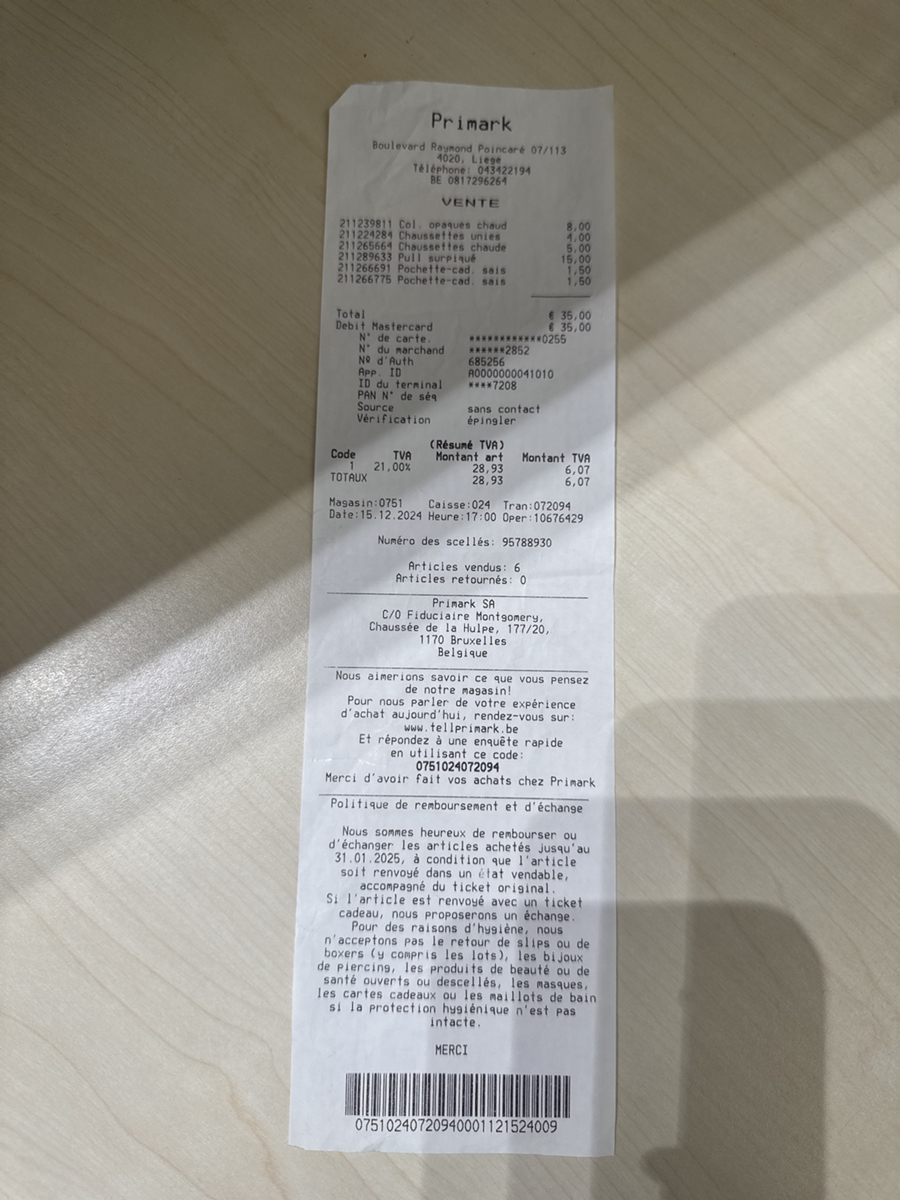 Primark
Boulevard Raymond Poincaré 07/113
4020, Liege
Téléphone: 043422194
BE 0817296264
VENTE
211239811 Col. opaques chaud 8,00
211224284 Chaussettes unies 4,00
211265664 Chaussettes chaude 5,00
211289633 Pull surpiqué 15,00
211266691 Pochette-cad. sais 1,50
211266775 Pochette-cad. sais 1,50
Total € 35,00
Debit Mastercard € 35,00
N° de carte. ************0255
N° du marchand ******2852
Nº d'Auth 685256
App. ID A0000000041010
ID du terminal ****7208
PAN N° de séq
Source sans contact
Vérification épingler
(Résumé TVA)
Code TVA Montant art Montant TVA
1 21,00% 28,93 6,07
TOTAUX 28,93 6,07
Magasin:0751 Caisse:024 Tran:072094
Date:15.12.2024 Heure:17:00 Oper:10676429
Numéro des scellés: 95788930
Articles vendus: 6
Articles retournés: 0
Primark SA
C/O Fiduciaire Montgomery,
Chaussée de la Hulpe, 177/20,
1170 Bruxelles
Belgique
Nous aimerions savoir ce que vous pensez
de notre magasin!
Pour nous parler de votre expérience
d'achat aujourd'hui, rendez-vous sur:
www.tellprimark.be
Et répondez à une enquête rapide
en utilisant ce code:
0751024072094
Merci d'avoir fait vos achats chez Primark
Politique de remboursement et d'échange
Nous sommes heureux de rembourser ou
d'échanger les articles achetés jusqu'au
31.01.2025, à condition que l'article
soit renvoyé dans un état vendable,
accompagné du ticket original.
Si l'article est renvoyé avec un ticket
cadeau, nous proposerons un échange.
Pour des raisons d'hygiène, nous
n'acceptons pas le retour de slips ou de
boxers (y compris les lots), les bijoux
de piercing, les produits de beauté ou de
santé ouverts ou descellés, les masques,
les cartes cadeaux ou les maillots de bain
si la protection hygiénique n'est pas
intacte.
MERCI
075102407209400011215​24009